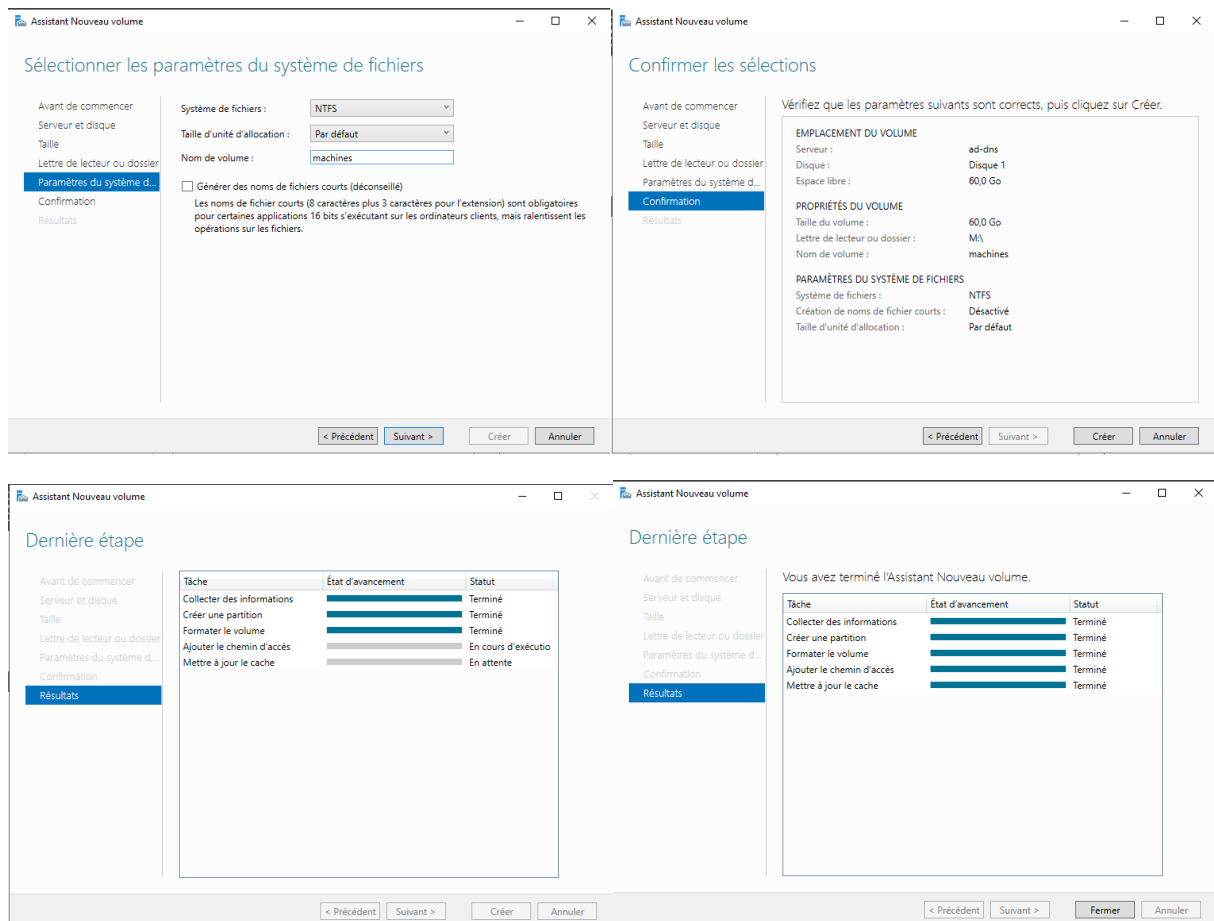 Assistant Nouveau volume
Sélectionner les paramètres du système de fichiers
Avant de commencer
Serveur et disque
Taille
Lettre de lecteur ou dossier
Paramètres du système d...
Confirmation
Résultats
Système de fichiers :
NTFS
Taille d'unité d'allocation :
Par défaut
Nom de volume :
machines
Générer des noms de fichiers courts (déconseillé)
Les noms de fichier courts (8 caractères plus 3 caractères pour l'extension) sont obligatoires
pour certaines applications 16 bits s'exécutant sur les ordinateurs clients, mais ralentissent les
opérations sur les fichiers.
< Précédent
Suivant >
Créer
Annuler
Assistant Nouveau volume
Confirmer les sélections
Avant de commencer
Serveur et disque
Taille
Lettre de lecteur ou dossier
Paramètres du système d...
Confirmation
Résultats
Vérifiez que les paramètres suivants sont corrects, puis cliquez sur Créer.
EMPLACEMENT DU VOLUME
Serveur : ad-dns
Disque : Disque 1
Espace libre : 60,0 Go
PROPRIÉTÉS DU VOLUME
Taille du volume : 60,0 Go
Lettre de lecteur ou dossier : M:\
Nom de volume : machines
PARAMÈTRES DU SYSTÈME DE FICHIERS
Système de fichiers : NTFS
Création de noms de fichier courts : Désactivé
Taille d'unité d'allocation : Par défaut
< Précédent
Suivant >
Créer
Annuler
Assistant Nouveau volume
Dernière étape
Avant de commencer
Serveur et disque
Taille
Lettre de lecteur ou dossier
Paramètres du système d...
Confirmation
Résultats
Tâche État d'avancement Statut
Collecter des informations Terminé
Créer une partition Terminé
Formater le volume Terminé
Ajouter le chemin d'accès En cours d'exécutio
Mettre à jour le cache En attente
< Précédent
Suivant >
Créer
Annuler
Assistant Nouveau volume
Dernière étape
Avant de commencer
Serveur et disque
Taille
Lettre de lecteur ou dossier
Paramètres du système d...
Confirmation
Résultats
Vous avez terminé l'Assistant Nouveau volume.
Tâche État d'avancement Statut
Collecter des informations Terminé
Créer une partition Terminé
Formater le volume Terminé
Ajouter le chemin d'accès Terminé
Mettre à jour le cache Terminé
< Précédent
Suivant >
Fermer
Annuler